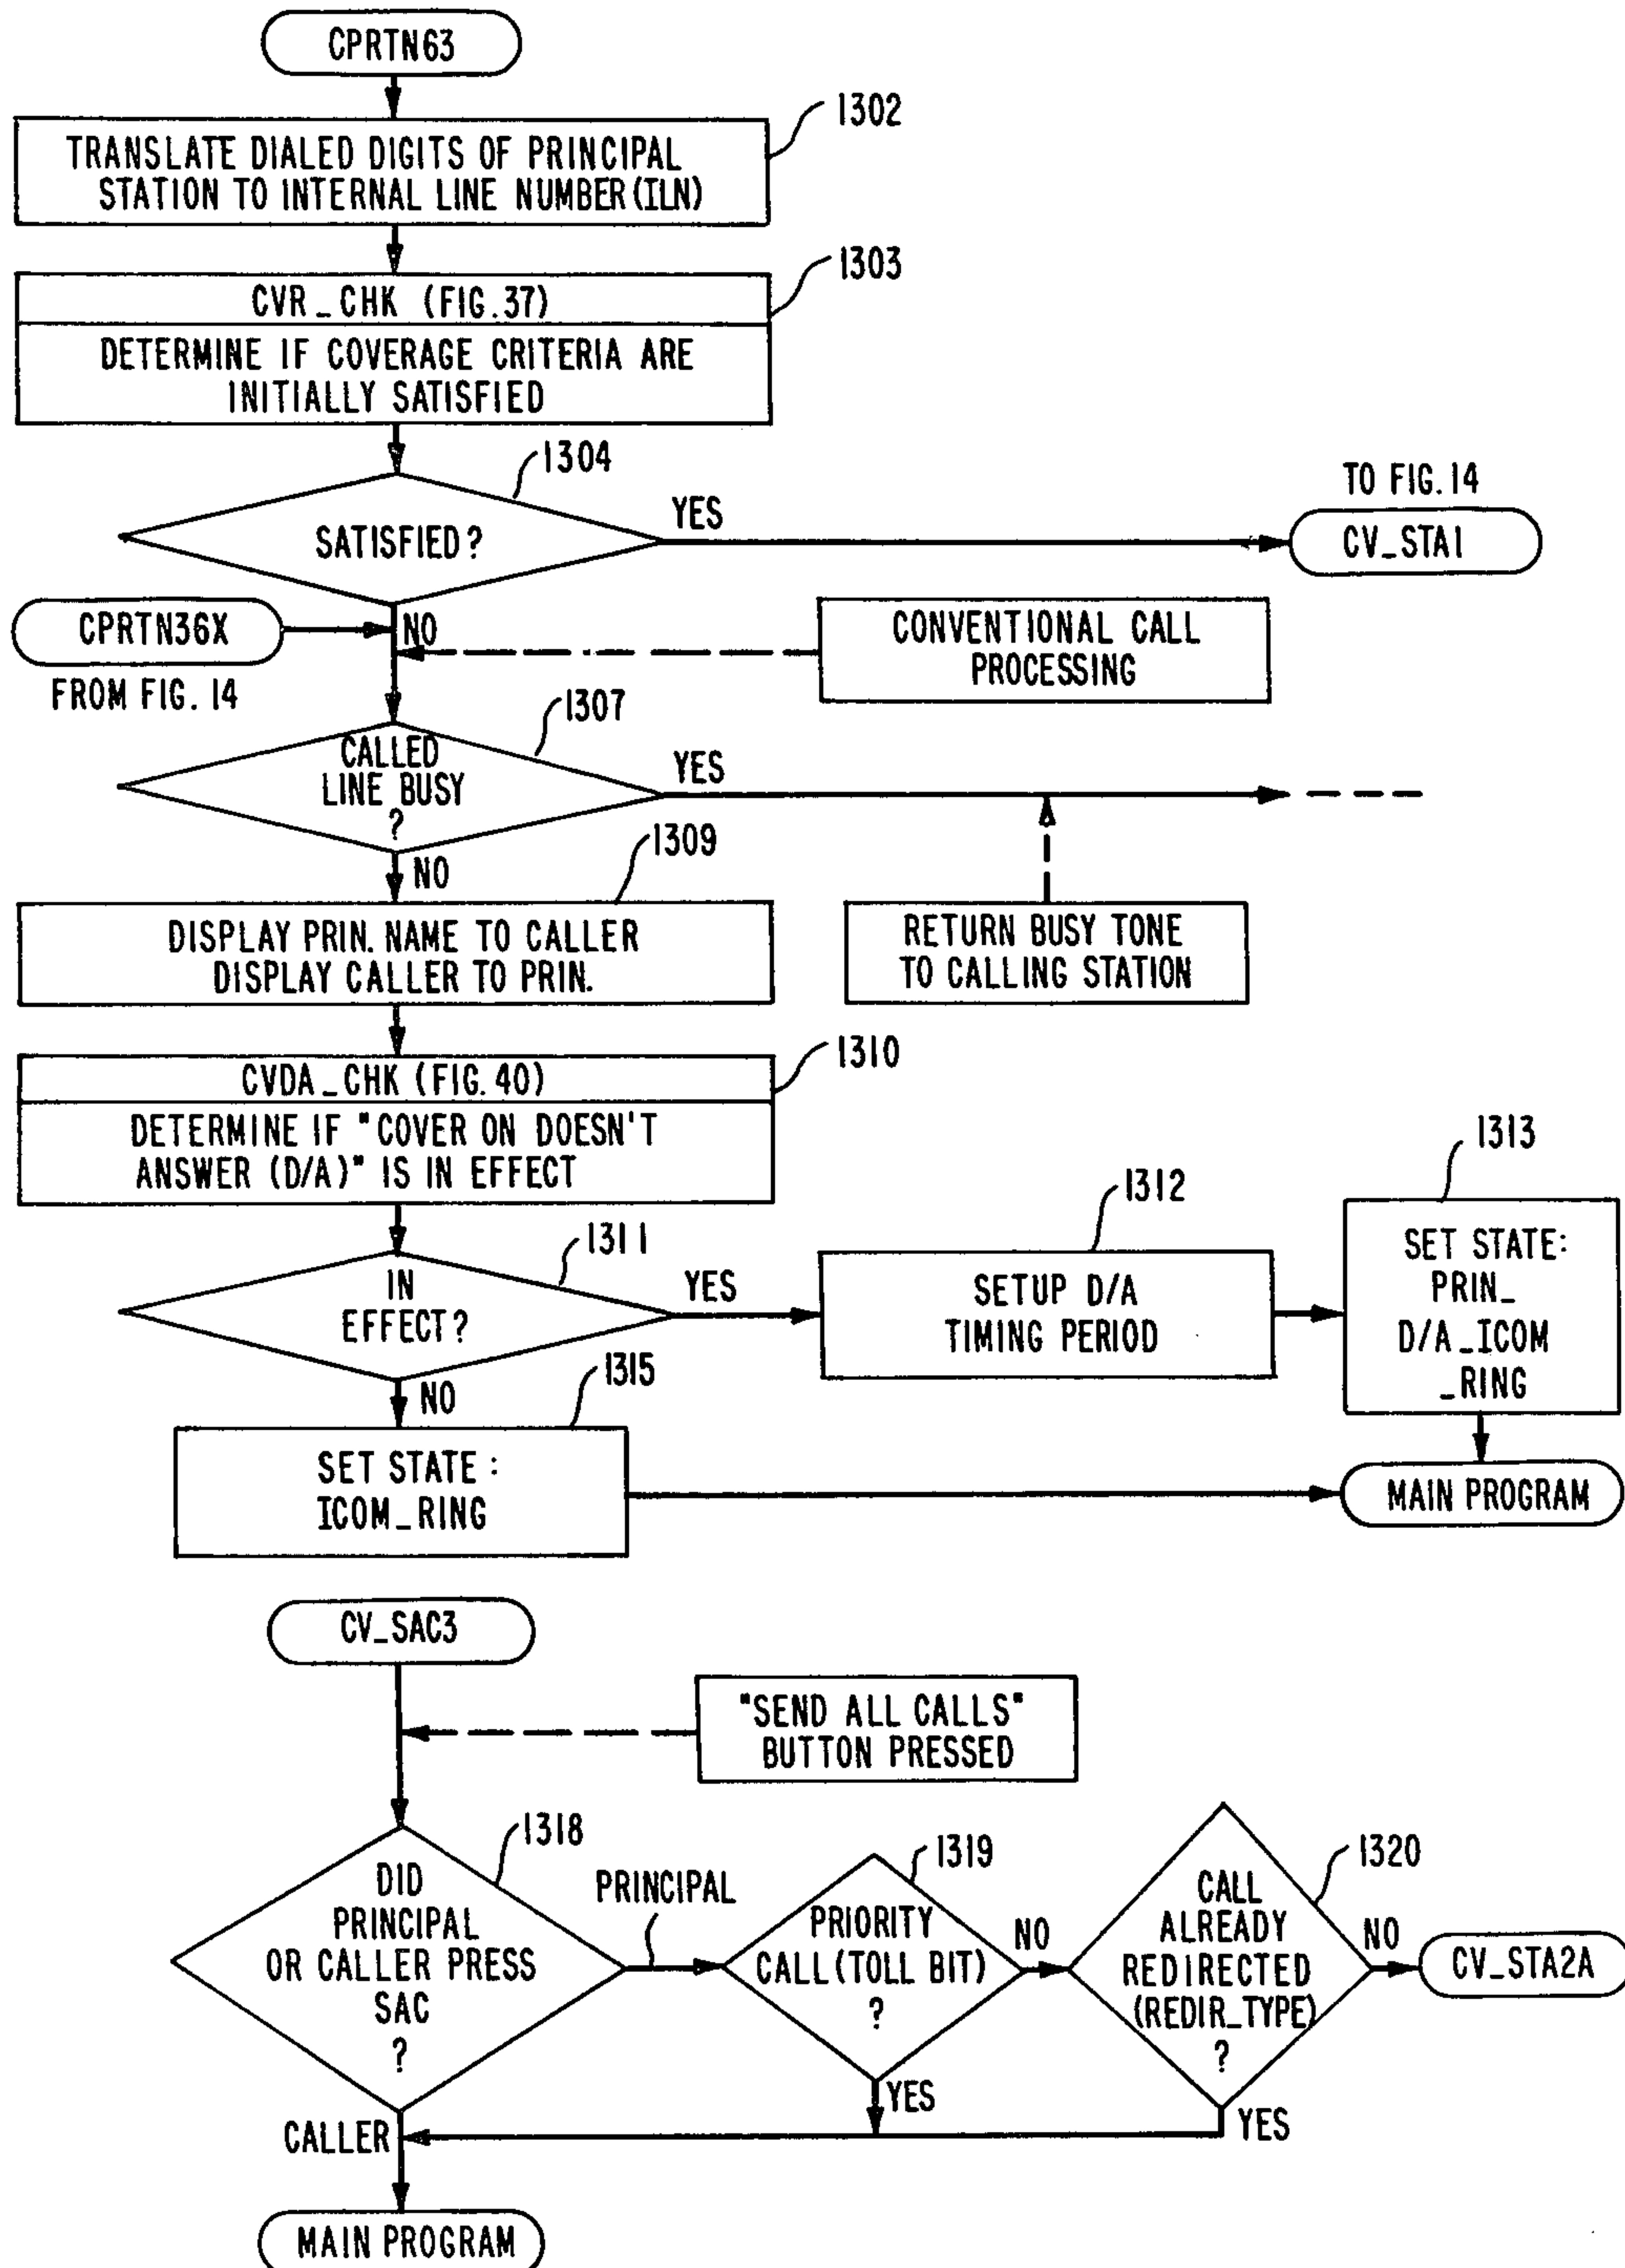 CPRTN63
1302
TRANSLATE DIALED DIGITS OF PRINCIPAL
STATION TO INTERNAL LINE NUMBER (ILN)
1303
CVR_CHK (FIG. 37)
DETERMINE IF COVERAGE CRITERIA ARE
INITIALLY SATISFIED
1304
SATISFIED?
YES
TO FIG. 14
CV_STA1
CPRTN36X
NO
FROM FIG. 14
CONVENTIONAL CALL
PROCESSING
1307
CALLED
LINE BUSY
?
YES
NO
1309
DISPLAY PRIN. NAME TO CALLER
DISPLAY CALLER TO PRIN.
RETURN BUSY TONE
TO CALLING STATION
1310
CVDA_CHK (FIG. 40)
DETERMINE IF "COVER ON DOESN'T
ANSWER (D/A)" IS IN EFFECT
1311
IN
EFFECT?
YES
NO
1312
SETUP D/A
TIMING PERIOD
1313
SET STATE:
PRIN_
D/A_ICOM
_RING
1315
SET STATE:
ICOM_RING
MAIN PROGRAM
CV_SAC3
"SEND ALL CALLS"
BUTTON PRESSED
1318
DID
PRINCIPAL
OR CALLER PRESS
SAC
?
PRINCIPAL
1319
PRIORITY
CALL (TOLL BIT)
?
NO
1320
CALL
ALREADY
REDIRECTED
(REDIR_TYPE)
?
NO
CV_STA2A
YES
YES
CALLER
MAIN PROGRAM